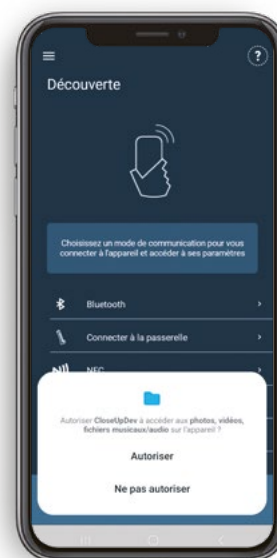 ?
Découverte
Choisissez un mode de communication pour vous
connecter à l'appareil et accéder à ses paramètres
Bluetooth
Connecter à la passerelle
NFC
Autoriser CloseUpDev à accéder aux photos, vidéos,
fichiers musicaux/audio sur l'appareil ?
Autoriser
Ne pas autoriser